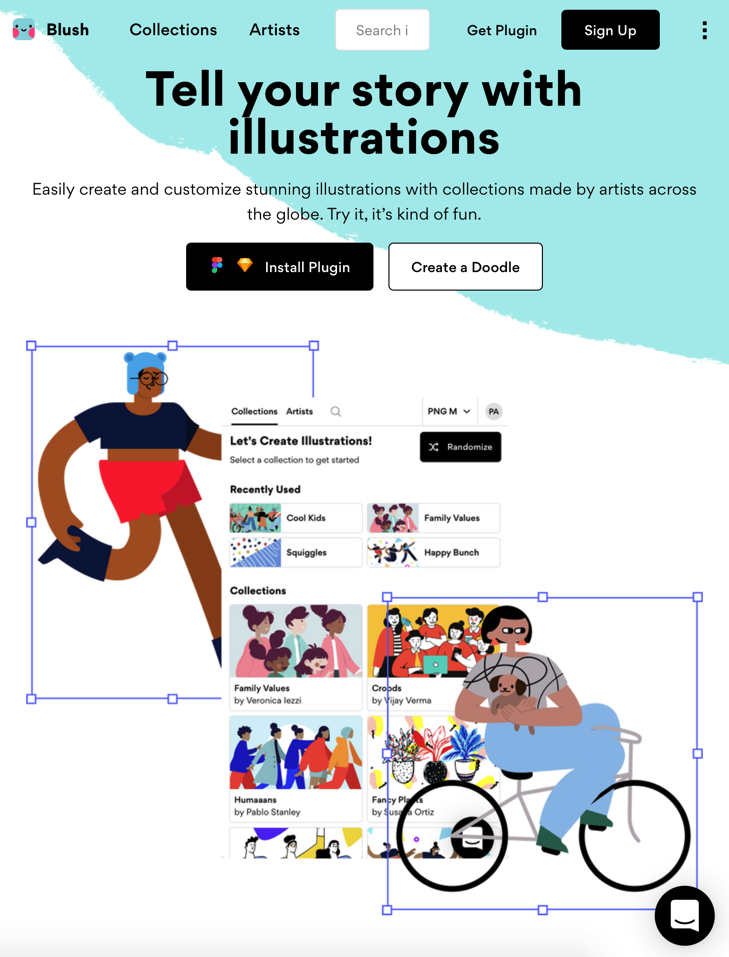 Blush Collections Artists Search i Get Plugin Sign Up
Tell your story with
illustrations
Easily create and customize stunning illustrations with collections made by artists across
the globe. Try it, it's kind of fun.
Install Plugin Create a Doodle
Collections Artists PNG M PA
Let's Create Illustrations!
Select a collection to get started
Randomize
Recently Used
Cool Kids Family Values
Squiggles Happy Bunch
Collections
Family Values
by Veronica Iezzi
by Vijay Verma
Humaaans
by Pablo Stanley
Fancy Plants
Ortiz